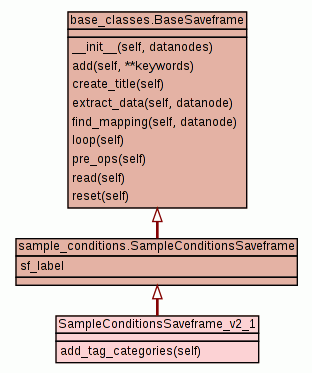 base_classes.BaseSaveframe
__init__(self, datanodes)
add(self, **keywords)
create_title(self)
extract_data(self, datanode)
find_mapping(self, datanode)
loop(self)
pre_ops(self)
read(self)
reset(self)
sample_conditions.SampleConditionsSaveframe
sf_label
SampleConditionsSaveframe_v2_1
add_tag_categories(self)